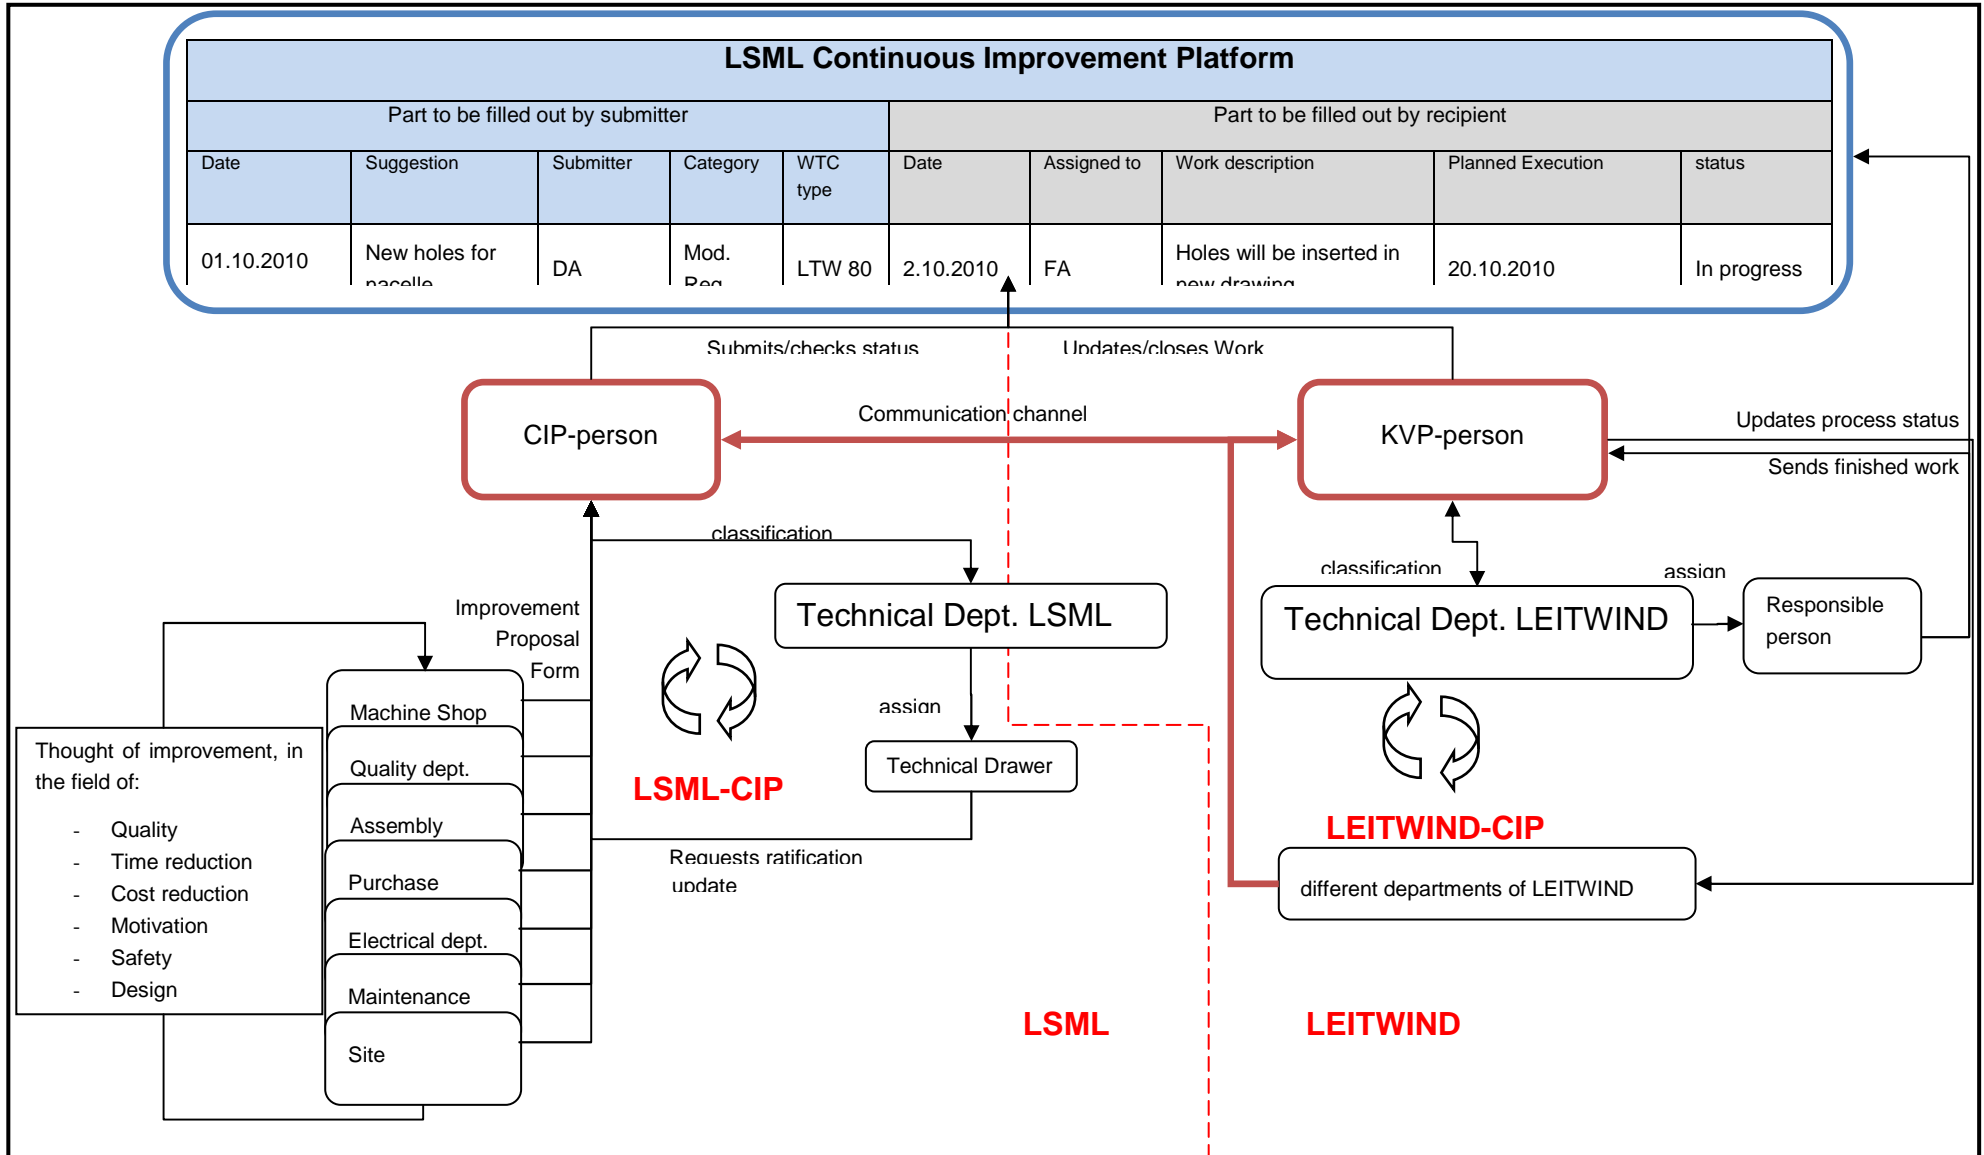 LSML Continuous Improvement Platform
Part to be filled out by submitter
Part to be filled out by recipient
Date
Suggestion
Submitter
Category
WTC
type
Date
Assigned to
Work description
Planned Execution
status
01.10.2010
New holes for
nacelle
DA
Mod.
Req
LTW 80
2.10.2010
FA
Holes will be inserted in
new drawing
20.10.2010
In progress
Submits/checks status
Updates/closes Work
CIP-person
Communication channel
KVP-person
Updates process status
Sends finished work
classification
classification
assign
Improvement
Proposal
Form
Technical Dept. LSML
Technical Dept. LEITWIND
Responsible
person
assign
Technical Drawer
LSML-CIP
LEITWIND-CIP
Requests ratification
update
different departments of LEITWIND
Thought of improvement, in
the field of:
- Quality
- Time reduction
- Cost reduction
- Motivation
- Safety
- Design
Machine Shop
Quality dept.
Assembly
Purchase
Electrical dept.
Maintenance
Site
LSML
LEITWIND